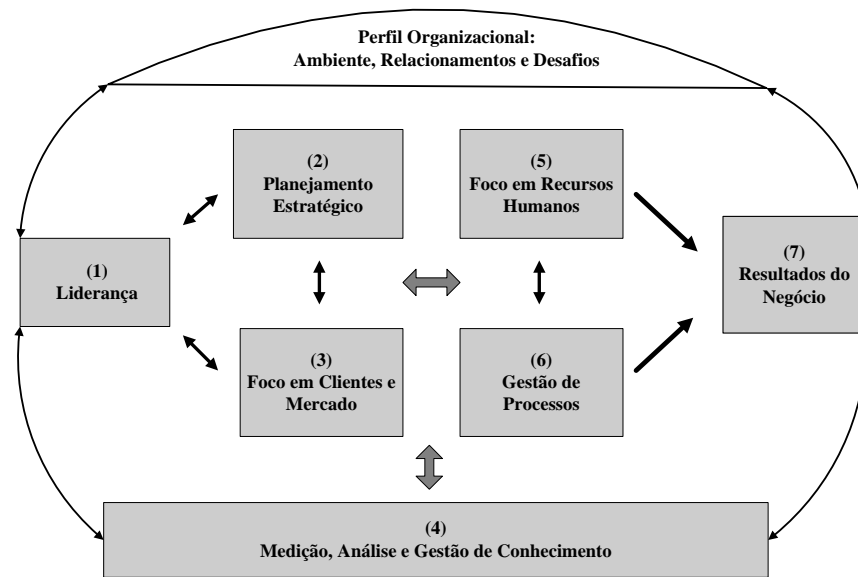 Perfil Organizacional:
Ambiente, Relacionamentos e Desafios
(2)
Planejamento
Estratégico
(5)
Foco em Recursos
Humanos
(1)
Liderança
(7)
Resultados do
Negócio
(3)
Foco em Clientes e
Mercado
(6)
Gestão de
Processos
(4)
Medição, Análise e Gestão de Conhecimento